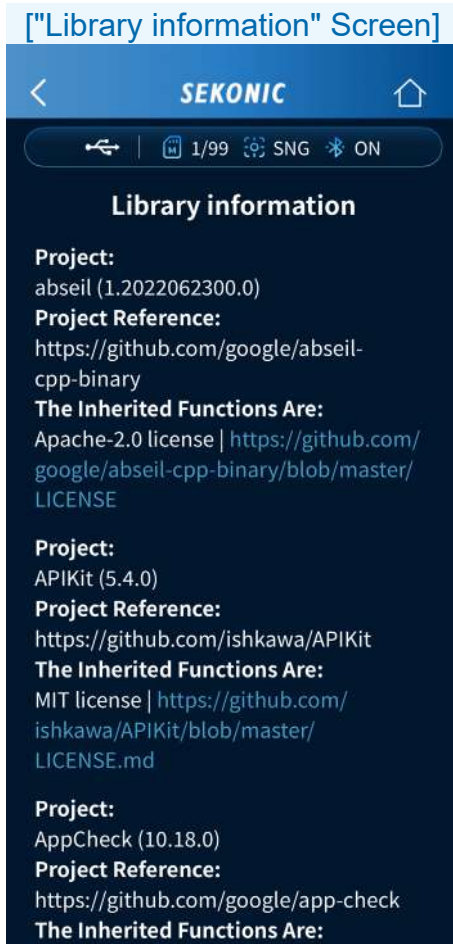 ["Library information" Screen]
SEKONIC
M 1/99 SNG ON
Library information
Project:
abseil (1.2022062300.0)
Project Reference:
https://github.com/google/abseil-
cpp-binary
The Inherited Functions Are:
Apache-2.0 license | https://github.com/
google/abseil-cpp-binary/blob/master/
LICENSE
Project:
APIKit (5.4.0)
Project Reference:
https://github.com/ishkawa/APIKit
The Inherited Functions Are:
MIT license | https://github.com/
ishkawa/APIKit/blob/master/
LICENSE.md
Project:
AppCheck (10.18.0)
Project Reference:
https://github.com/google/app-check
The Inherited Functions Are: